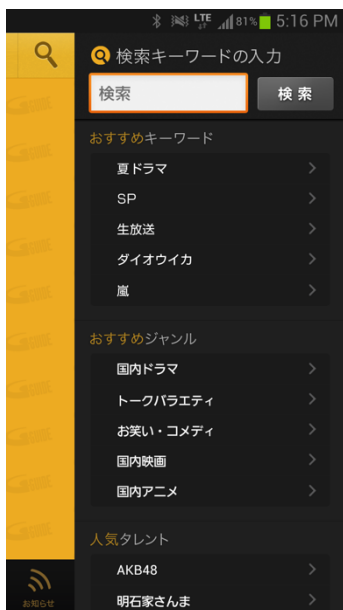 LTE 81% 5:16 PM
検索キーワードの入力
検索 検 索
おすすめキーワード
夏ドラマ
SP
生放送
ダイオウイカ
嵐
おすすめジャンル
国内ドラマ
トークバラエティ
お笑い・コメディ
国内映画
国内アニメ
人気タレント
AKB48
明石家さんま
お知らせ